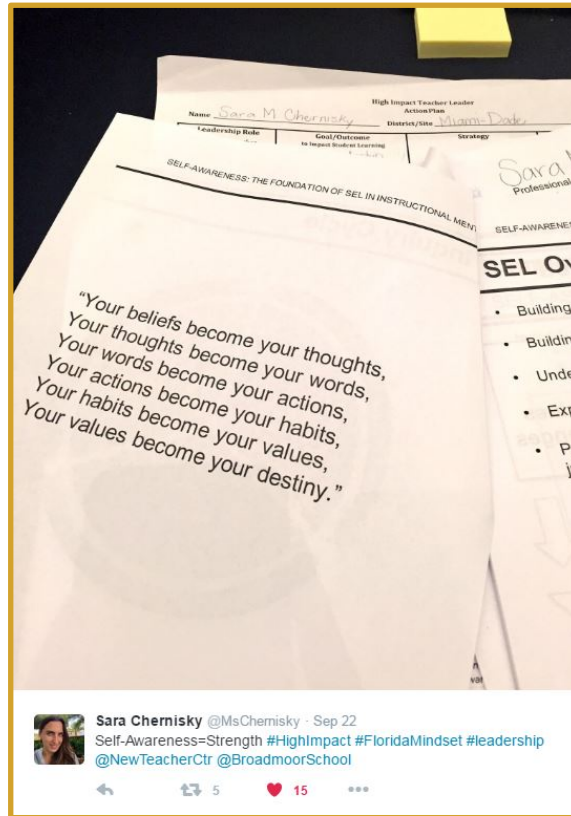 High Impact Teacher Leader
Action Plan
Name Sara M Chernisky District/Site Miami-Dade
Leadership Role
Goal/Outcome
to Impact Student Learning
Strategy
SELF-AWARENESS: THE FOUNDATION OF SEL IN INSTRUCTIONAL MEN
"Your beliefs become your thoughts,
Your thoughts become your words,
Your words become your actions,
Your actions become your habits,
Your habits become your values,
Your values become your destiny."
Sara
Professional
SELF-AWARENES
SEL Ov
• Building
• Buildin
• Unde
• Exp
• P
j
Sara Chernisky @MsChernisky · Sep 22
Self-Awareness=Strength #HighImpact #FloridaMindset #leadership
@NewTeacherCtr @BroadmoorSchool
5 15